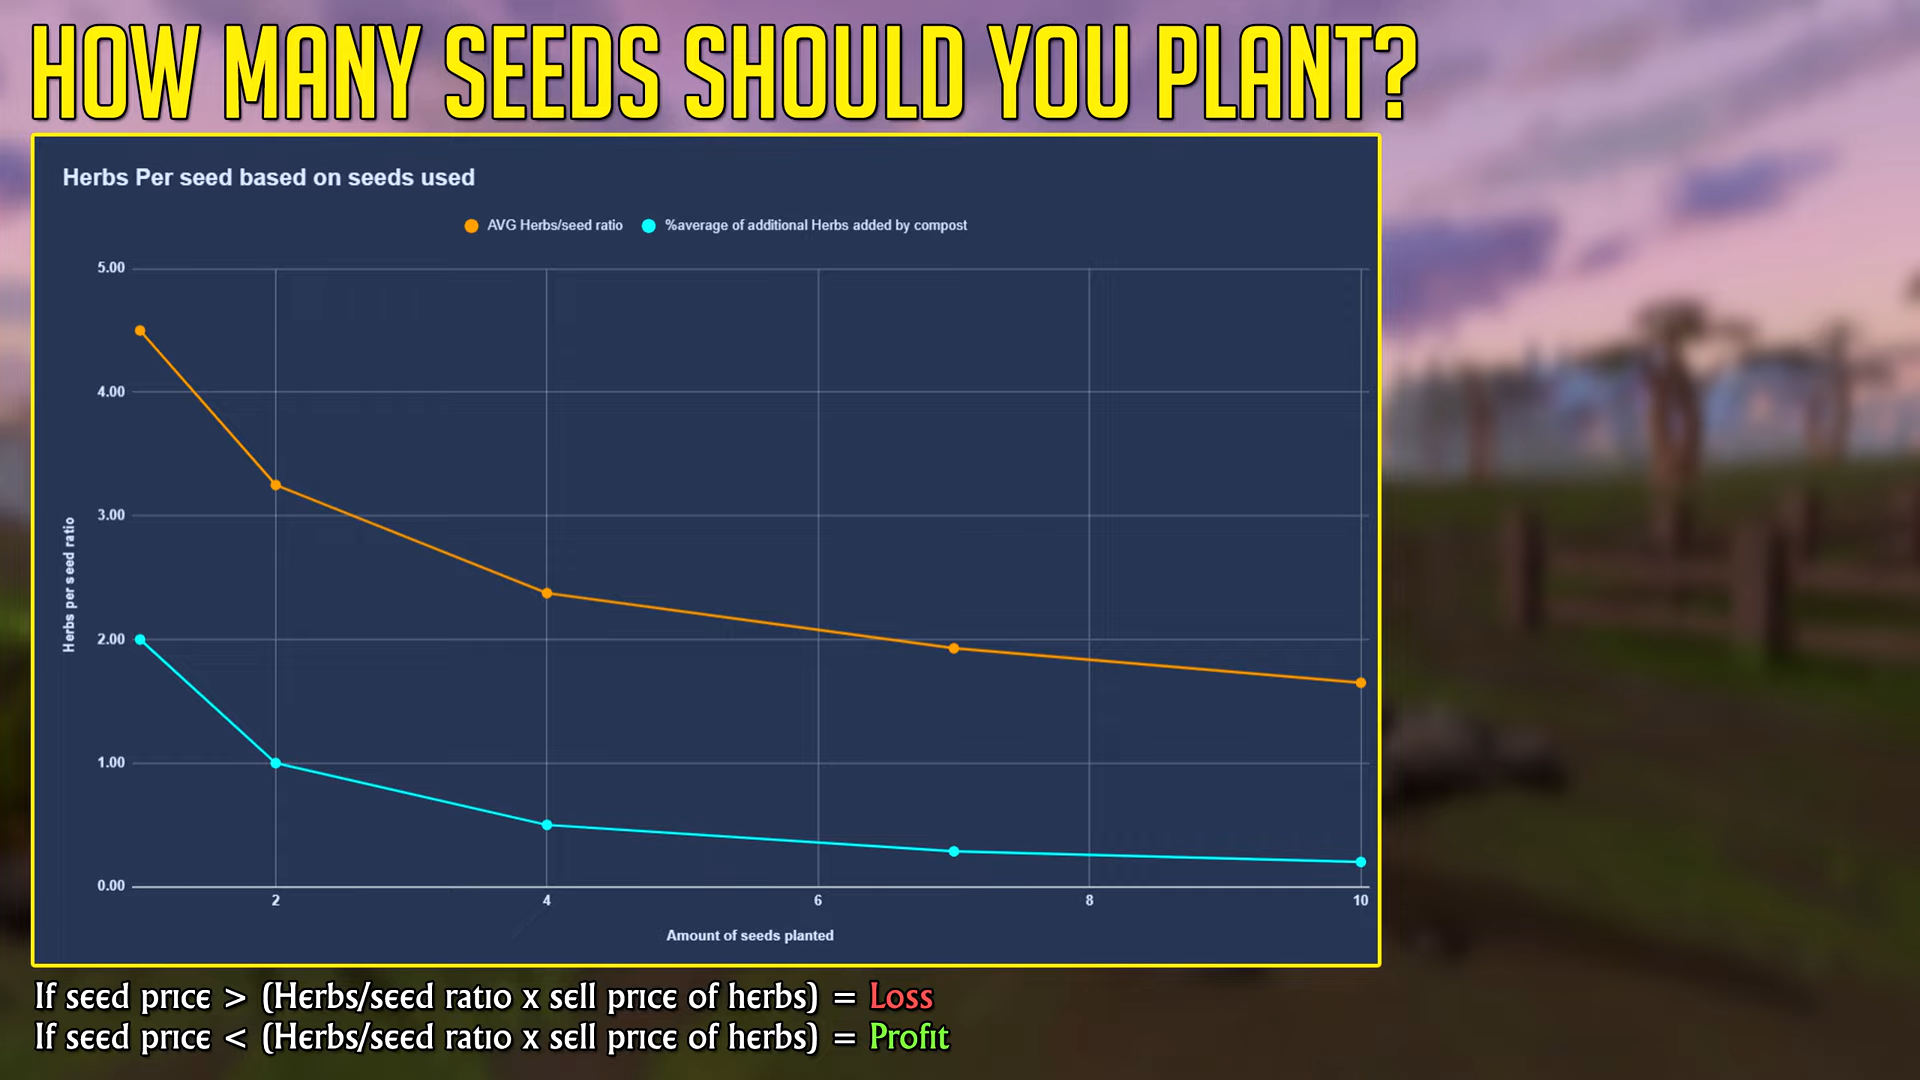 HOW MANY SEEDS SHOULD YOU PLANT?
Herbs Per seed based on seeds used
AVG Herbs/seed ratio %average of additional Herbs added by compost
5.00
4.00
3.00
2.00
1.00
0.00
Herbs per seed ratio
2 4 6 8 10
Amount of seeds planted
If seed price > (Herbs/seed ratio x sell price of herbs) = Loss
If seed price < (Herbs/seed ratio x sell price of herbs) = Profit